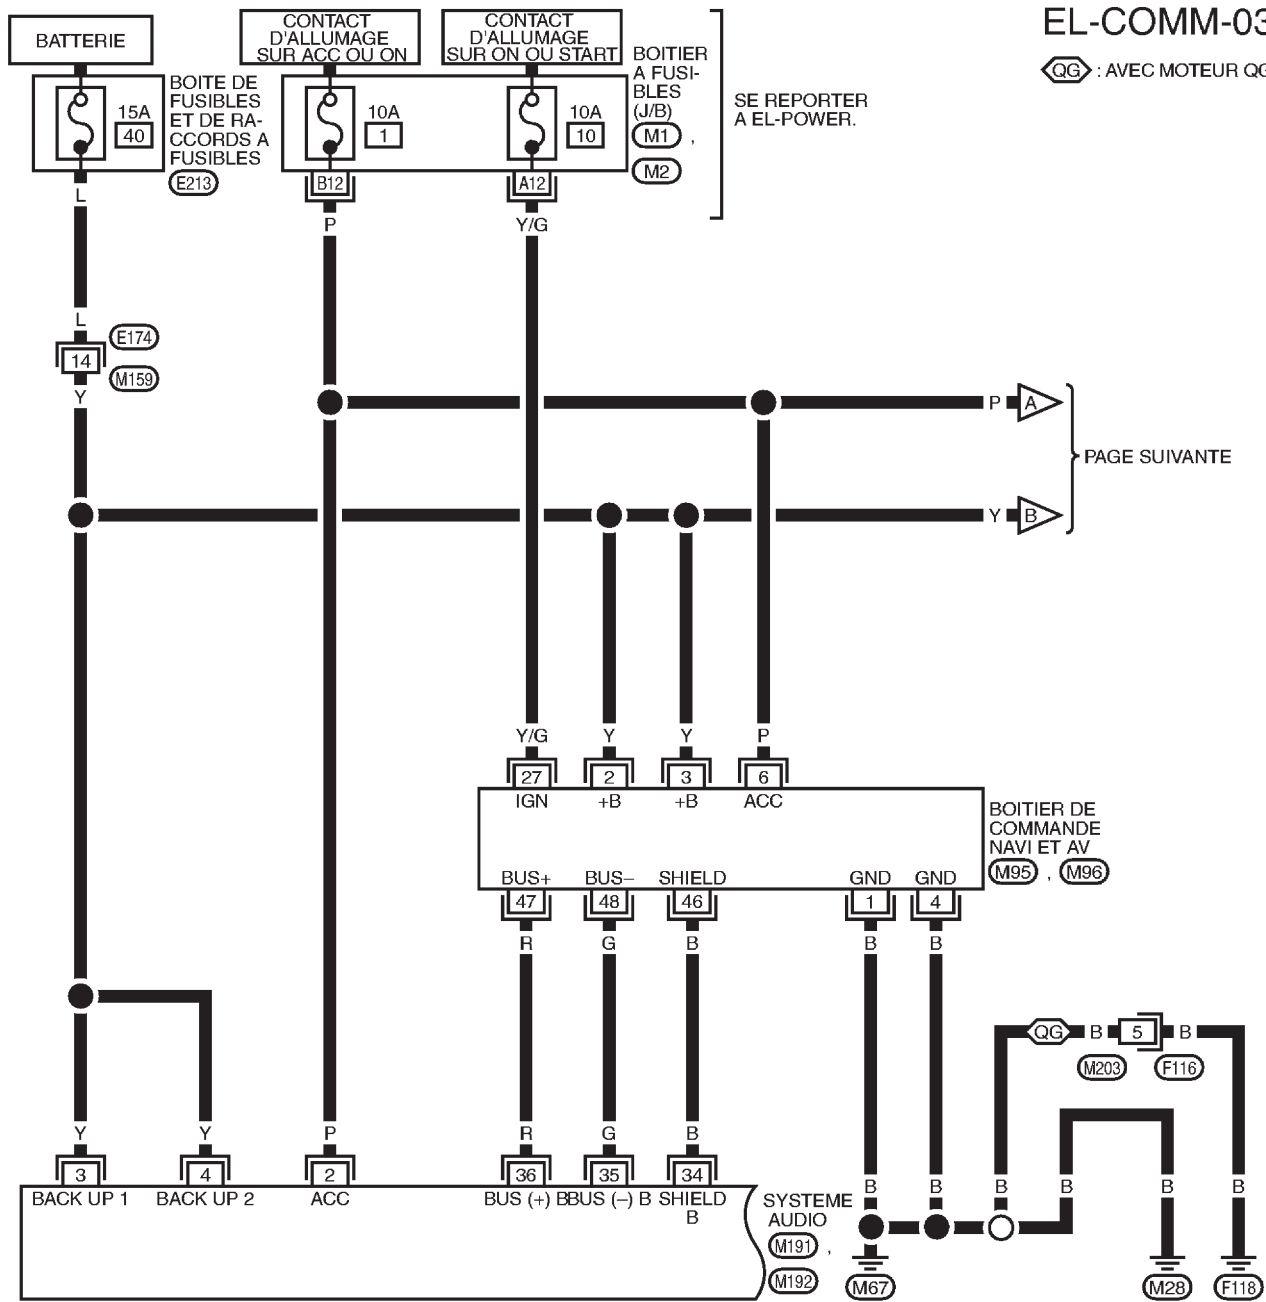 EL-COMM-03
QG : AVEC MOTEUR QG
BATTERIE
CONTACT
D'ALLUMAGE
SUR ACC OU ON
CONTACT
D'ALLUMAGE
SUR ON OU START
15A
40
BOITE DE
FUSIBLES
ET DE RA-
CCORDS A
FUSIBLES
E213
10A
1
10A
10
BOITIER
A FUSI-
BLES
(J/B)
M1 ,
M2
SE REPORTER
A EL-POWER.
B12
A12
L
P
Y/G
L
E174
14
M159
Y
P A
PAGE SUIVANTE
Y B
Y/G Y Y P
27 2 3 6
IGN +B +B ACC
BOITIER DE
COMMANDE
NAVI ET AV
M95 , M96
BUS+ BUS– SHIELD GND GND
47 48 46 1 4
R G B B B
QG B 5 B
M203 F116
Y Y P R G B
3 4 2 36 35 34
B B B B B B
BACK UP 1 BACK UP 2 ACC BUS (+) B BUS (–) B SHIELD
B
SYSTEME
AUDIO
M191 ,
M192
M67 M28 F118